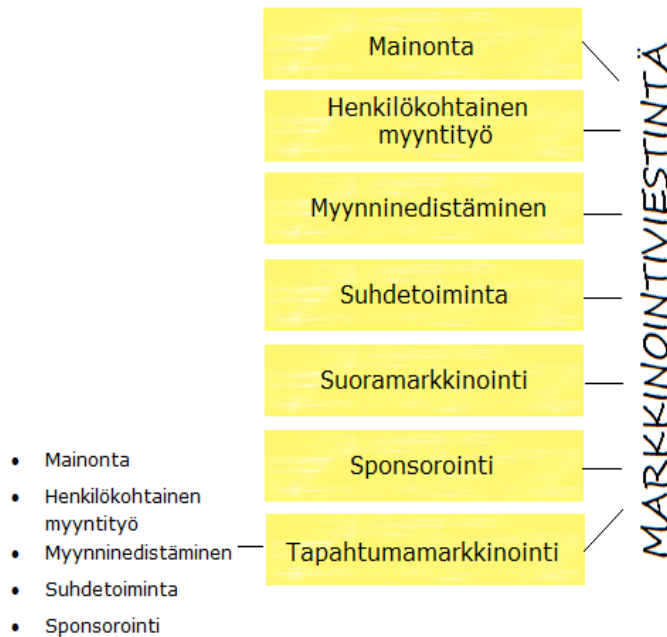 Mainonta
Henkilökohtainen
myyntityö
Myynninedistäminen
Suhdetoiminta
Suoramarkkinointi
Sponsorointi
Tapahtumamarkkinointi
MARKKINOINTIVIESTINTÄ
• Mainonta
• Henkilökohtainen
myyntityö
• Myynninedistäminen
• Suhdetoiminta
• Sponsorointi